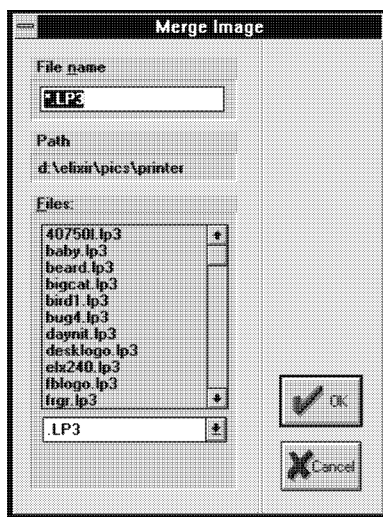 Merge Image
File name
*.LP3
Path
d:\elixir\pics\printer
Files:
40750l.lp3
baby.lp3
beard.lp3
bigcat.lp3
bird1.lp3
bug4.lp3
daynit.lp3
desklogo.lp3
elx240.lp3
fblogo.lp3
frgr.lp3
.LP3
OK
Cancel